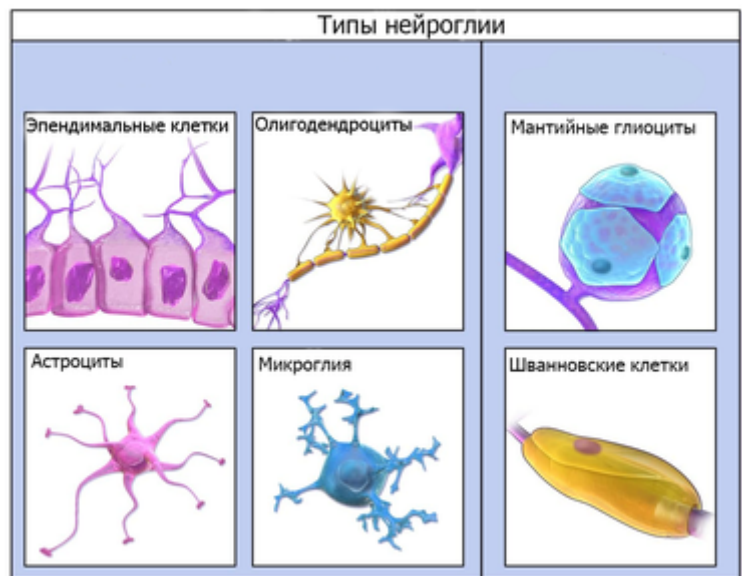 Типы нейроглии
Эпендимальные клетки
Олигодендроциты
Мантийные глиоциты
Астроциты
Микроглия
Шванновские клетки